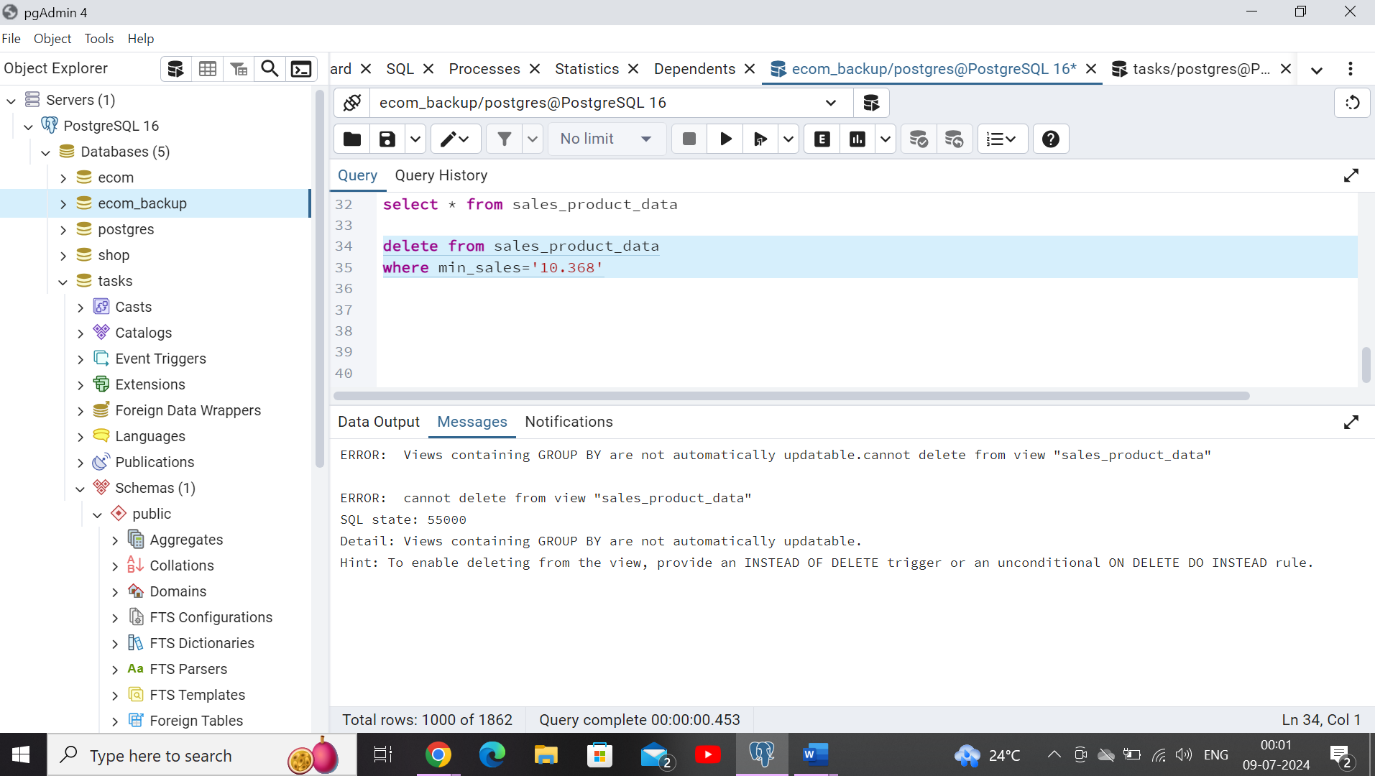 pgAdmin 4
File Object Tools Help
Object Explorer
ard SQL Processes Statistics Dependents ecom_backup/postgres@PostgreSQL 16* tasks/postgres@P...
Servers (1)
PostgreSQL 16
Databases (5)
ecom
ecom_backup
postgres
shop
tasks
Casts
Catalogs
Event Triggers
Extensions
Foreign Data Wrappers
Languages
Publications
Schemas (1)
public
Aggregates
Collations
Domains
FTS Configurations
FTS Dictionaries
Aa FTS Parsers
FTS Templates
Foreign Tables
ecom_backup/postgres@PostgreSQL 16
No limit
E
Query Query History
32 select * from sales_product_data
33
34 delete from sales_product_data
35 where min_sales='10.368'
36
37
38
39
40
Data Output Messages Notifications
ERROR: Views containing GROUP BY are not automatically updatable.cannot delete from view "sales_product_data"
ERROR: cannot delete from view "sales_product_data"
SQL state: 55000
Detail: Views containing GROUP BY are not automatically updatable.
Hint: To enable deleting from the view, provide an INSTEAD OF DELETE trigger or an unconditional ON DELETE DO INSTEAD rule.
Total rows: 1000 of 1862 Query complete 00:00:00.453 Ln 34, Col 1
Type here to search
2
W
24°C
ENG
00:01
09-07-2024
2